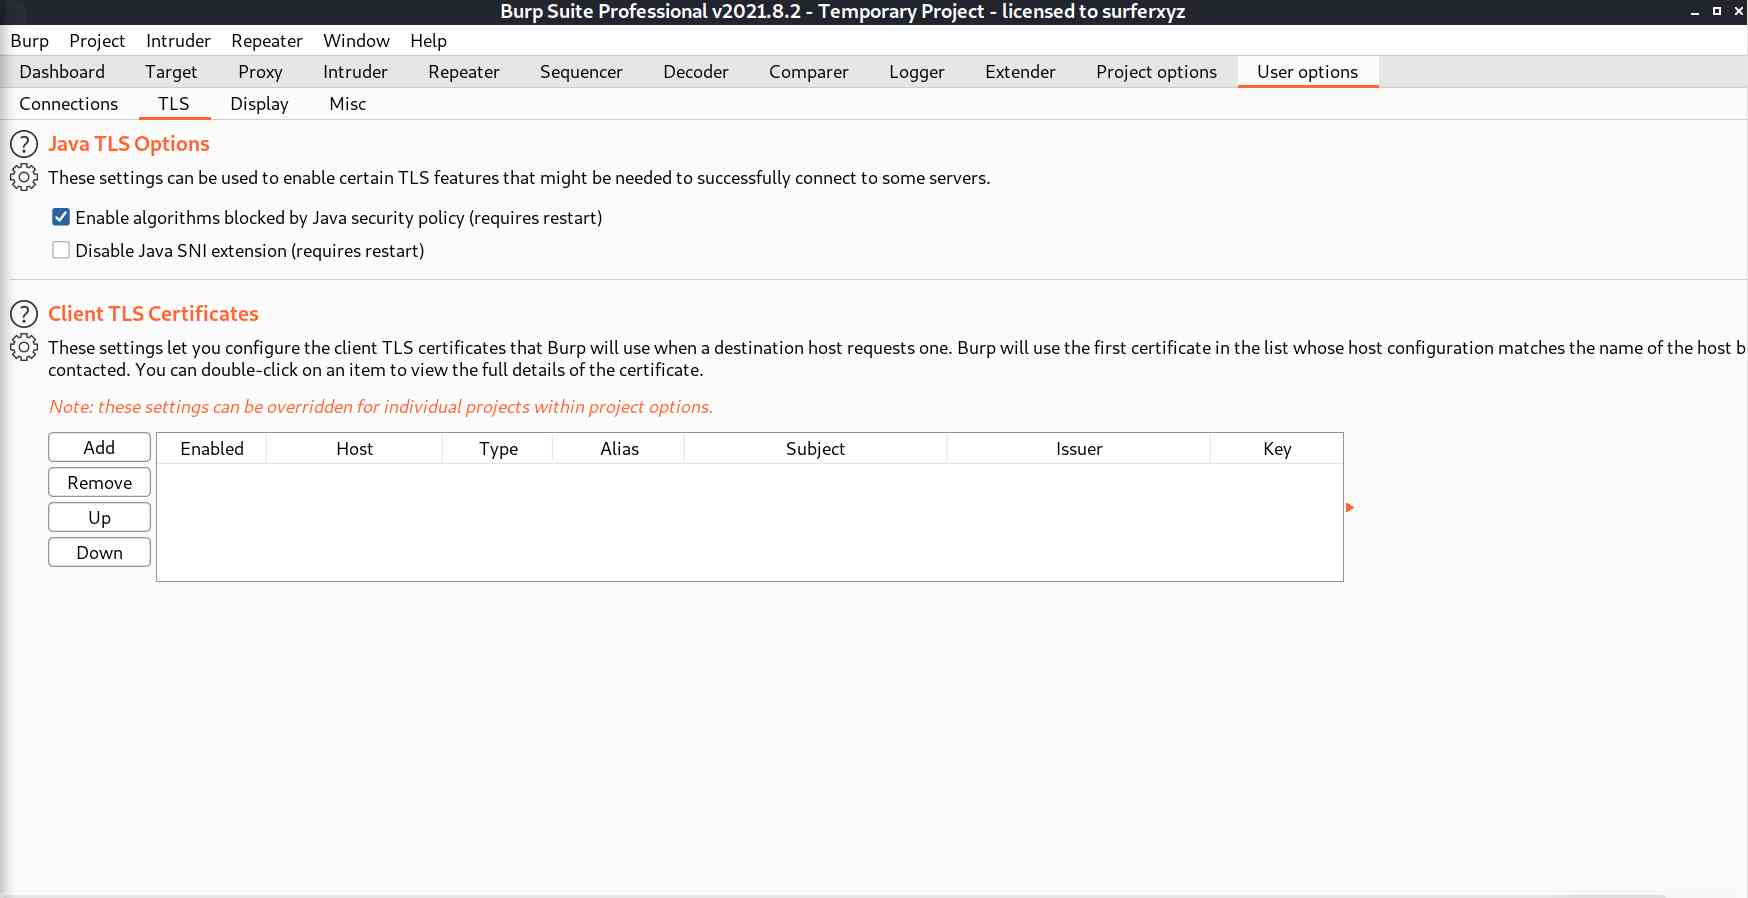 Burp Suite Professional v2021.8.2 - Temporary Project - licensed to surferxyz
Burp Project Intruder Repeater Window Help
Dashboard Target Proxy Intruder Repeater Sequencer Decoder Comparer Logger Extender Project options User options
Connections TLS Display Misc
? Java TLS Options
These settings can be used to enable certain TLS features that might be needed to successfully connect to some servers.
Enable algorithms blocked by Java security policy (requires restart)
Disable Java SNI extension (requires restart)
? Client TLS Certificates
These settings let you configure the client TLS certificates that Burp will use when a destination host requests one. Burp will use the first certificate in the list whose host configuration matches the name of the host b
contacted. You can double-click on an item to view the full details of the certificate.
Note: these settings can be overridden for individual projects within project options.
Add Enabled Host Type Alias Subject Issuer Key
Remove
Up
Down